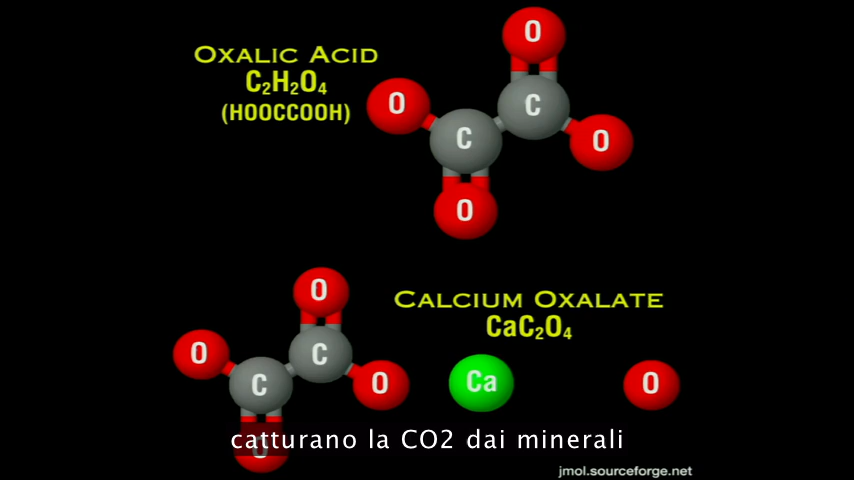 OXALIC ACID
C₂H₂O₄
(HOOCCOOH)
O
O
C
C
O
O
CALCIUM OXALATE
CaC₂O₄
O
O
C
C
O
Ca
O
O
catturano la CO2 dai minerali
jmol.sourceforge.net